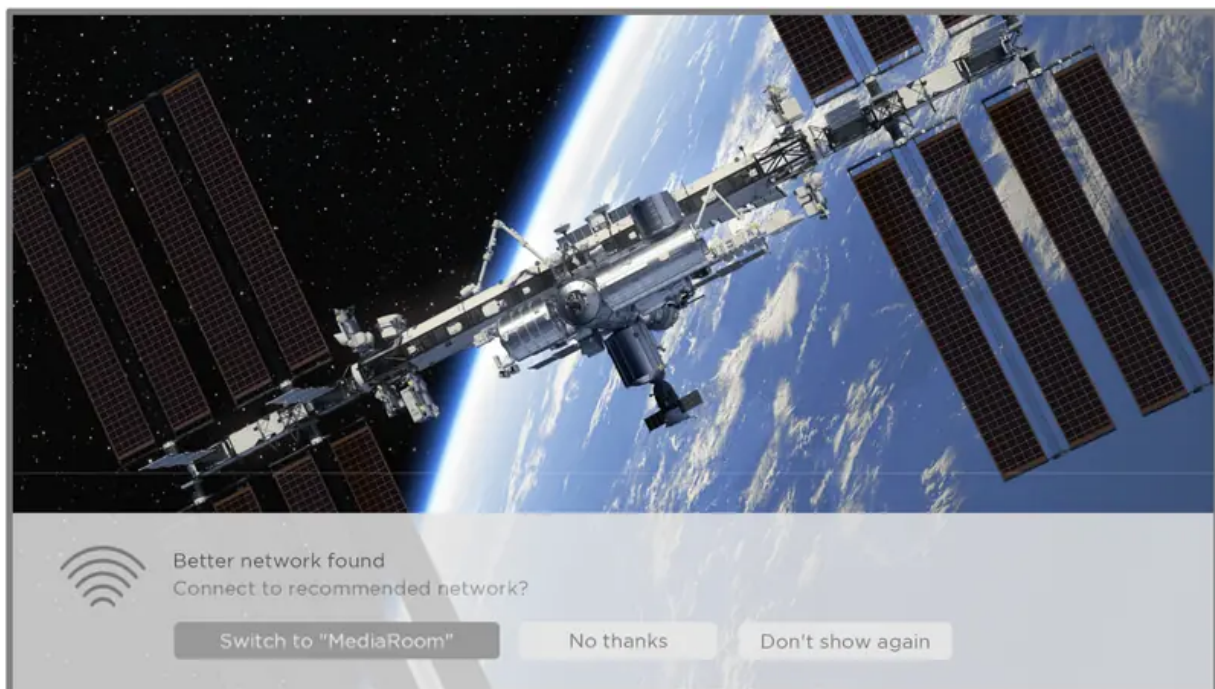 Better network found
Connect to recommended network?
Switch to "MediaRoom" No thanks Don't show again